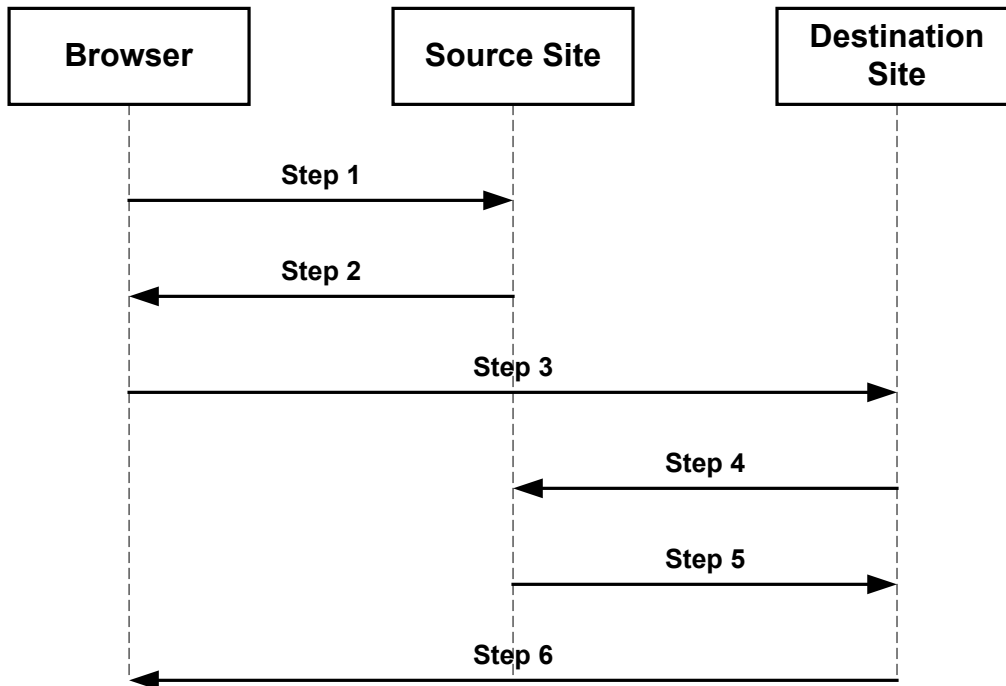 Browser
Source Site
Destination
Site
Step 1
Step 2
Step 3
Step 4
Step 5
Step 6